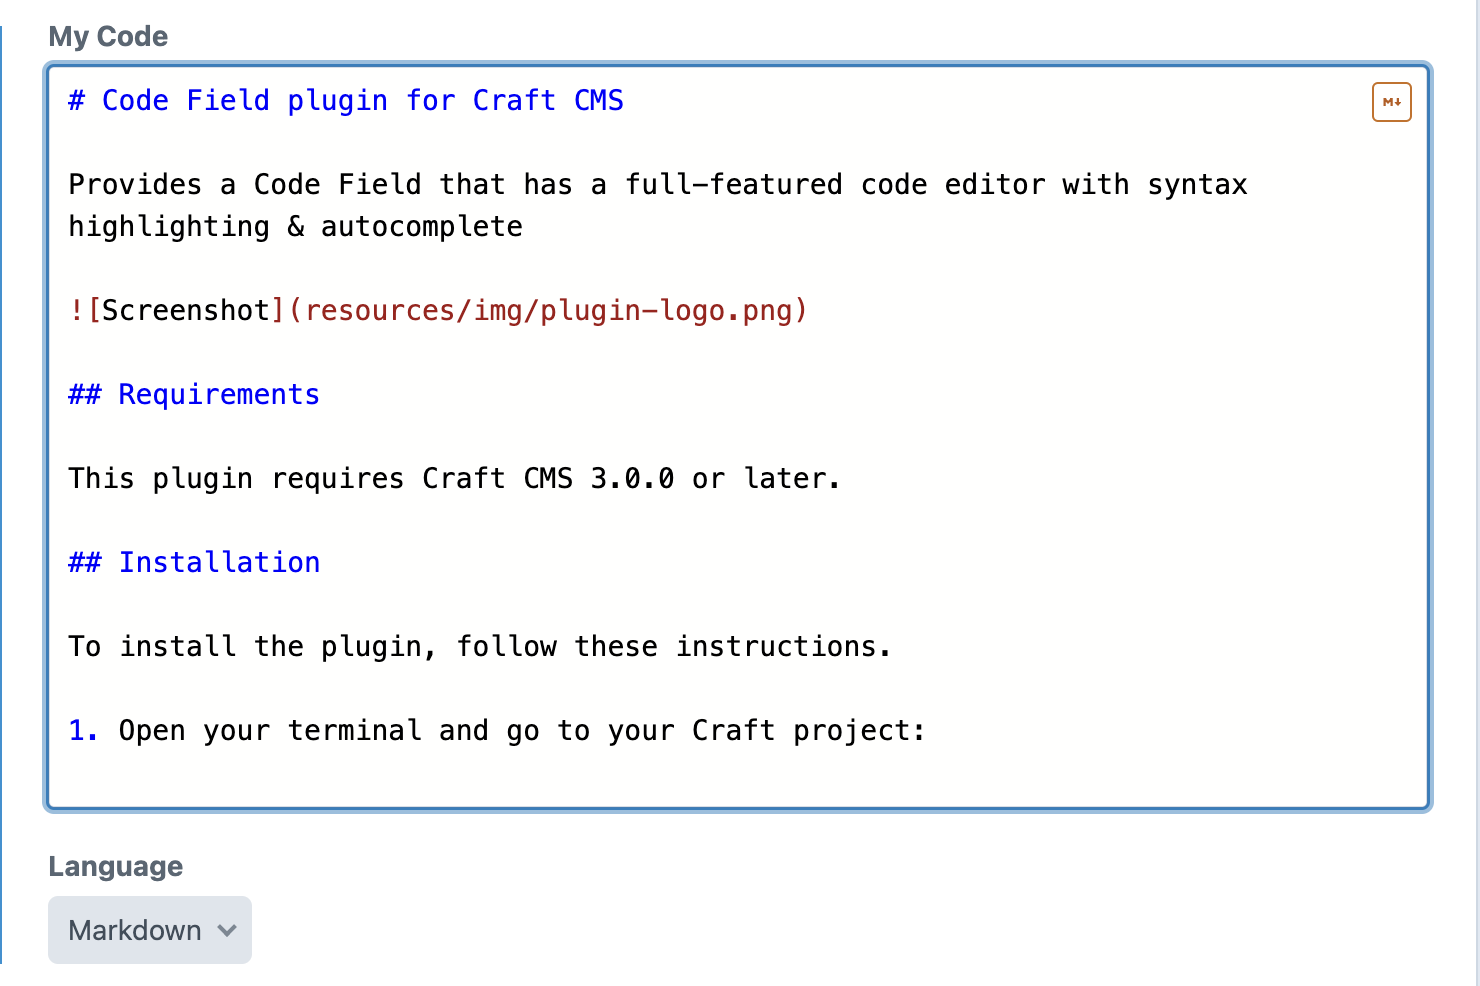 My Code
# Code Field plugin for Craft CMS
M↓
Provides a Code Field that has a full-featured code editor with syntax
highlighting & autocomplete
![Screenshot](resources/img/plugin-logo.png)
## Requirements
This plugin requires Craft CMS 3.0.0 or later.
## Installation
To install the plugin, follow these instructions.
1. Open your terminal and go to your Craft project:
Language
Markdown